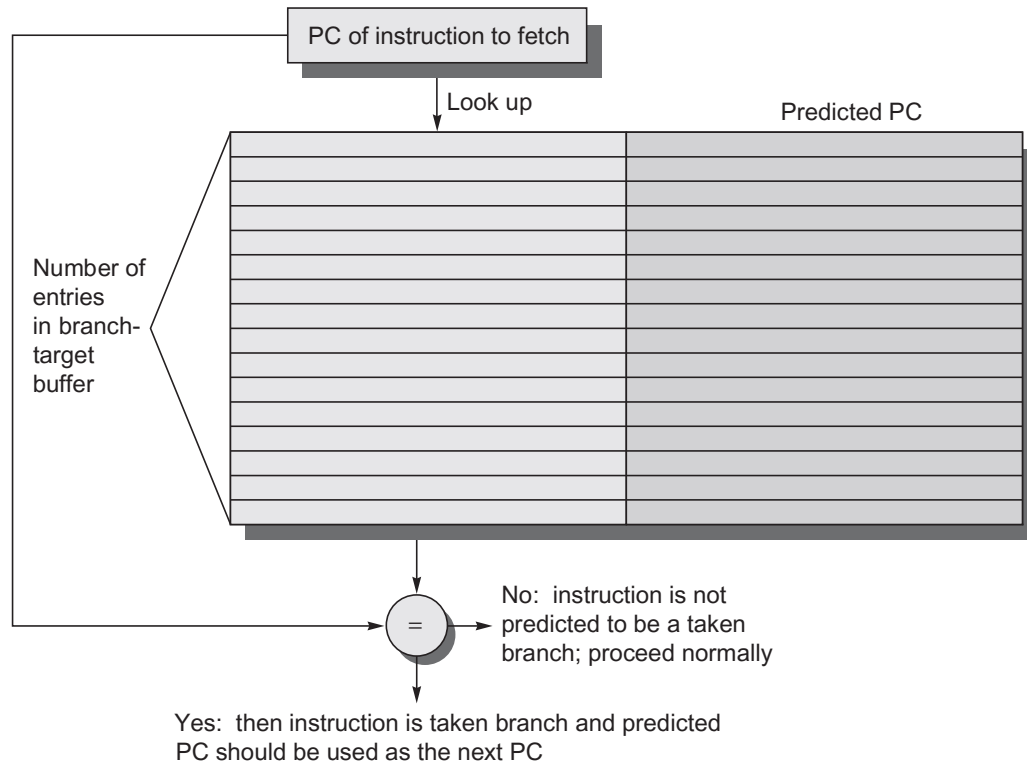 PC of instruction to fetch
Look up
Predicted PC
Number of
entries
in branch-
target
buffer
=
No: instruction is not
predicted to be a taken
branch; proceed normally
Yes: then instruction is taken branch and predicted
PC should be used as the next PC